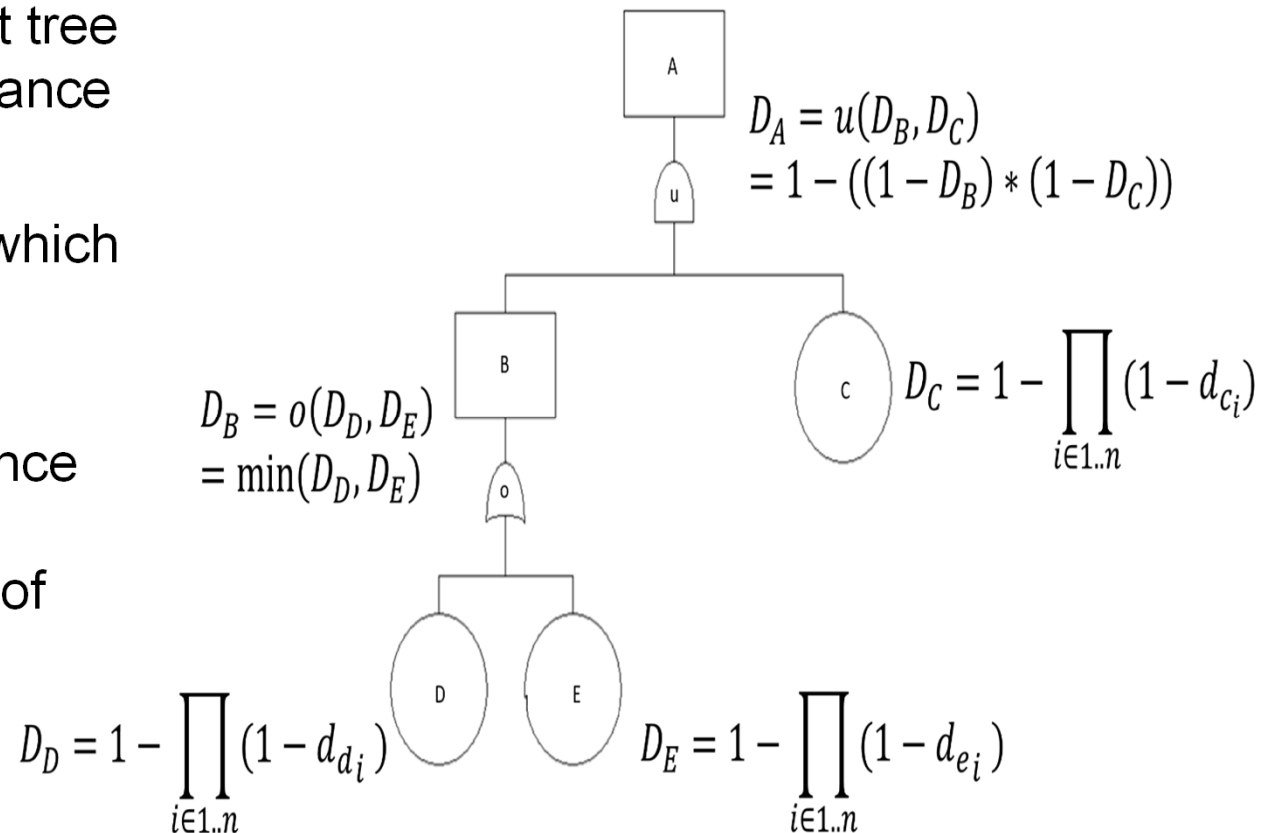 t tree
ance
which
nce
of
A
D_A = u(D_B, D_C)
= 1 − ((1 − D_B) ∗ (1 − D_C))
u
B
D_B = o(D_D, D_E)
= min(D_D, D_E)
C
D_C = 1 − ∏_{i∈1..n} (1 − d_{c_i})
o
D
E
D_D = 1 − ∏_{i∈1..n} (1 − d_{d_i})
D_E = 1 − ∏_{i∈1..n} (1 − d_{e_i})